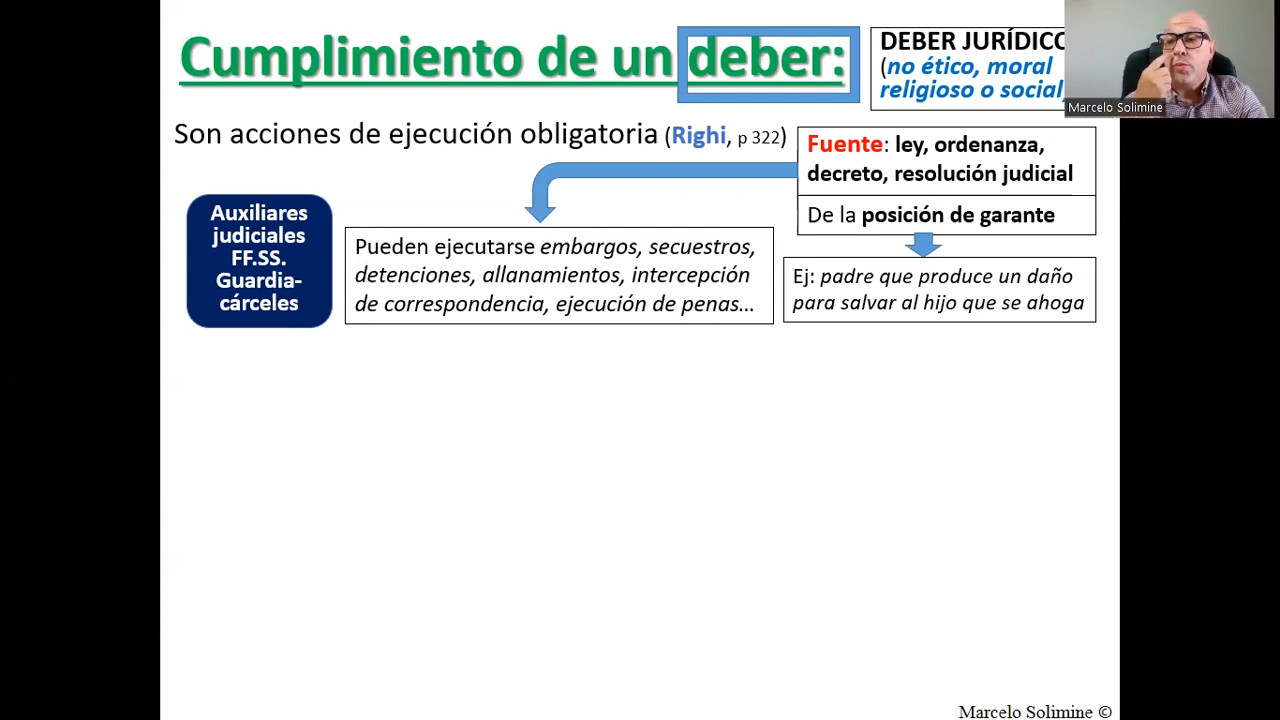 Cumplimiento de un deber:
DEBER JURÍDICO
(no ético, moral
religioso o social
Marcelo Solimine
Son acciones de ejecución obligatoria (Righi, p 322)
Fuente: ley, ordenanza,
decreto, resolución judicial
De la posición de garante
Auxiliares
judiciales
FF.SS.
Guardia-
cárceles
Pueden ejecutarse embargos, secuestros,
detenciones, allanamientos, intercepción
de correspondencia, ejecución de penas...
Ej: padre que produce un daño
para salvar al hijo que se ahoga
Marcelo Solimine ©